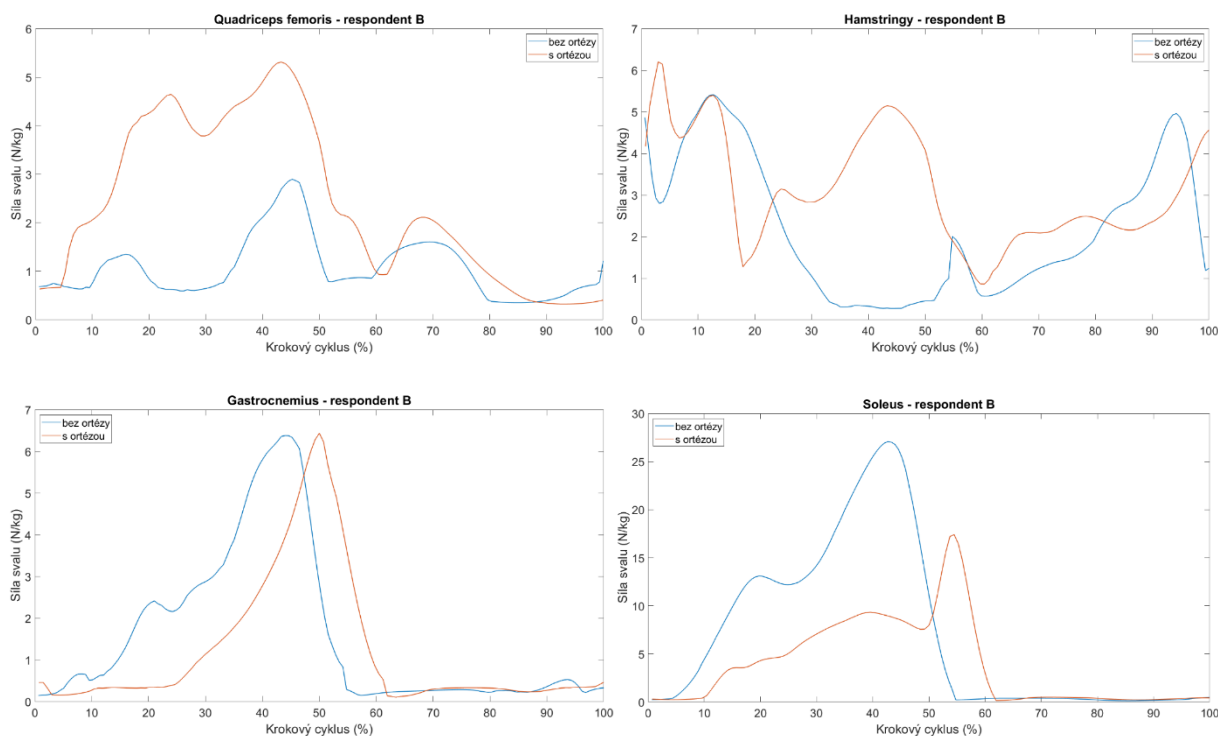 Quadriceps femoris - respondent B
6
5
4
3
2
1
0
Síla svalu (N/kg)
bez ortézy
s ortézou
0 10 20 30 40 50 60 70 80 90 100
Krokový cyklus (%)
Hamstringy - respondent B
7
6
5
4
3
2
1
0
Síla svalu (N/kg)
bez ortézy
s ortézou
0 10 20 30 40 50 60 70 80 90 100
Krokový cyklus (%)
Gastrocnemius - respondent B
7
6
5
4
3
2
1
0
Síla svalu (N/kg)
bez ortézy
s ortézou
0 10 20 30 40 50 60 70 80 90 100
Krokový cyklus (%)
Soleus - respondent B
30
25
20
15
10
5
0
Síla svalu (N/kg)
bez ortézy
s ortézou
0 10 20 30 40 50 60 70 80 90 100
Krokový cyklus (%)